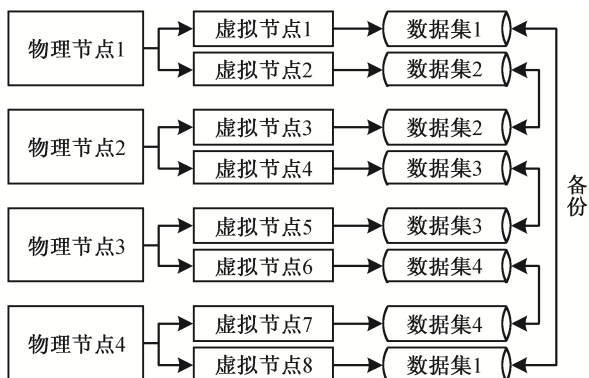 物理节点1
虚拟节点1
数据集1
虚拟节点2
数据集2
物理节点2
虚拟节点3
数据集2
虚拟节点4
数据集3
物理节点3
虚拟节点5
数据集3
虚拟节点6
数据集4
物理节点4
虚拟节点7
数据集4
虚拟节点8
数据集1
备份